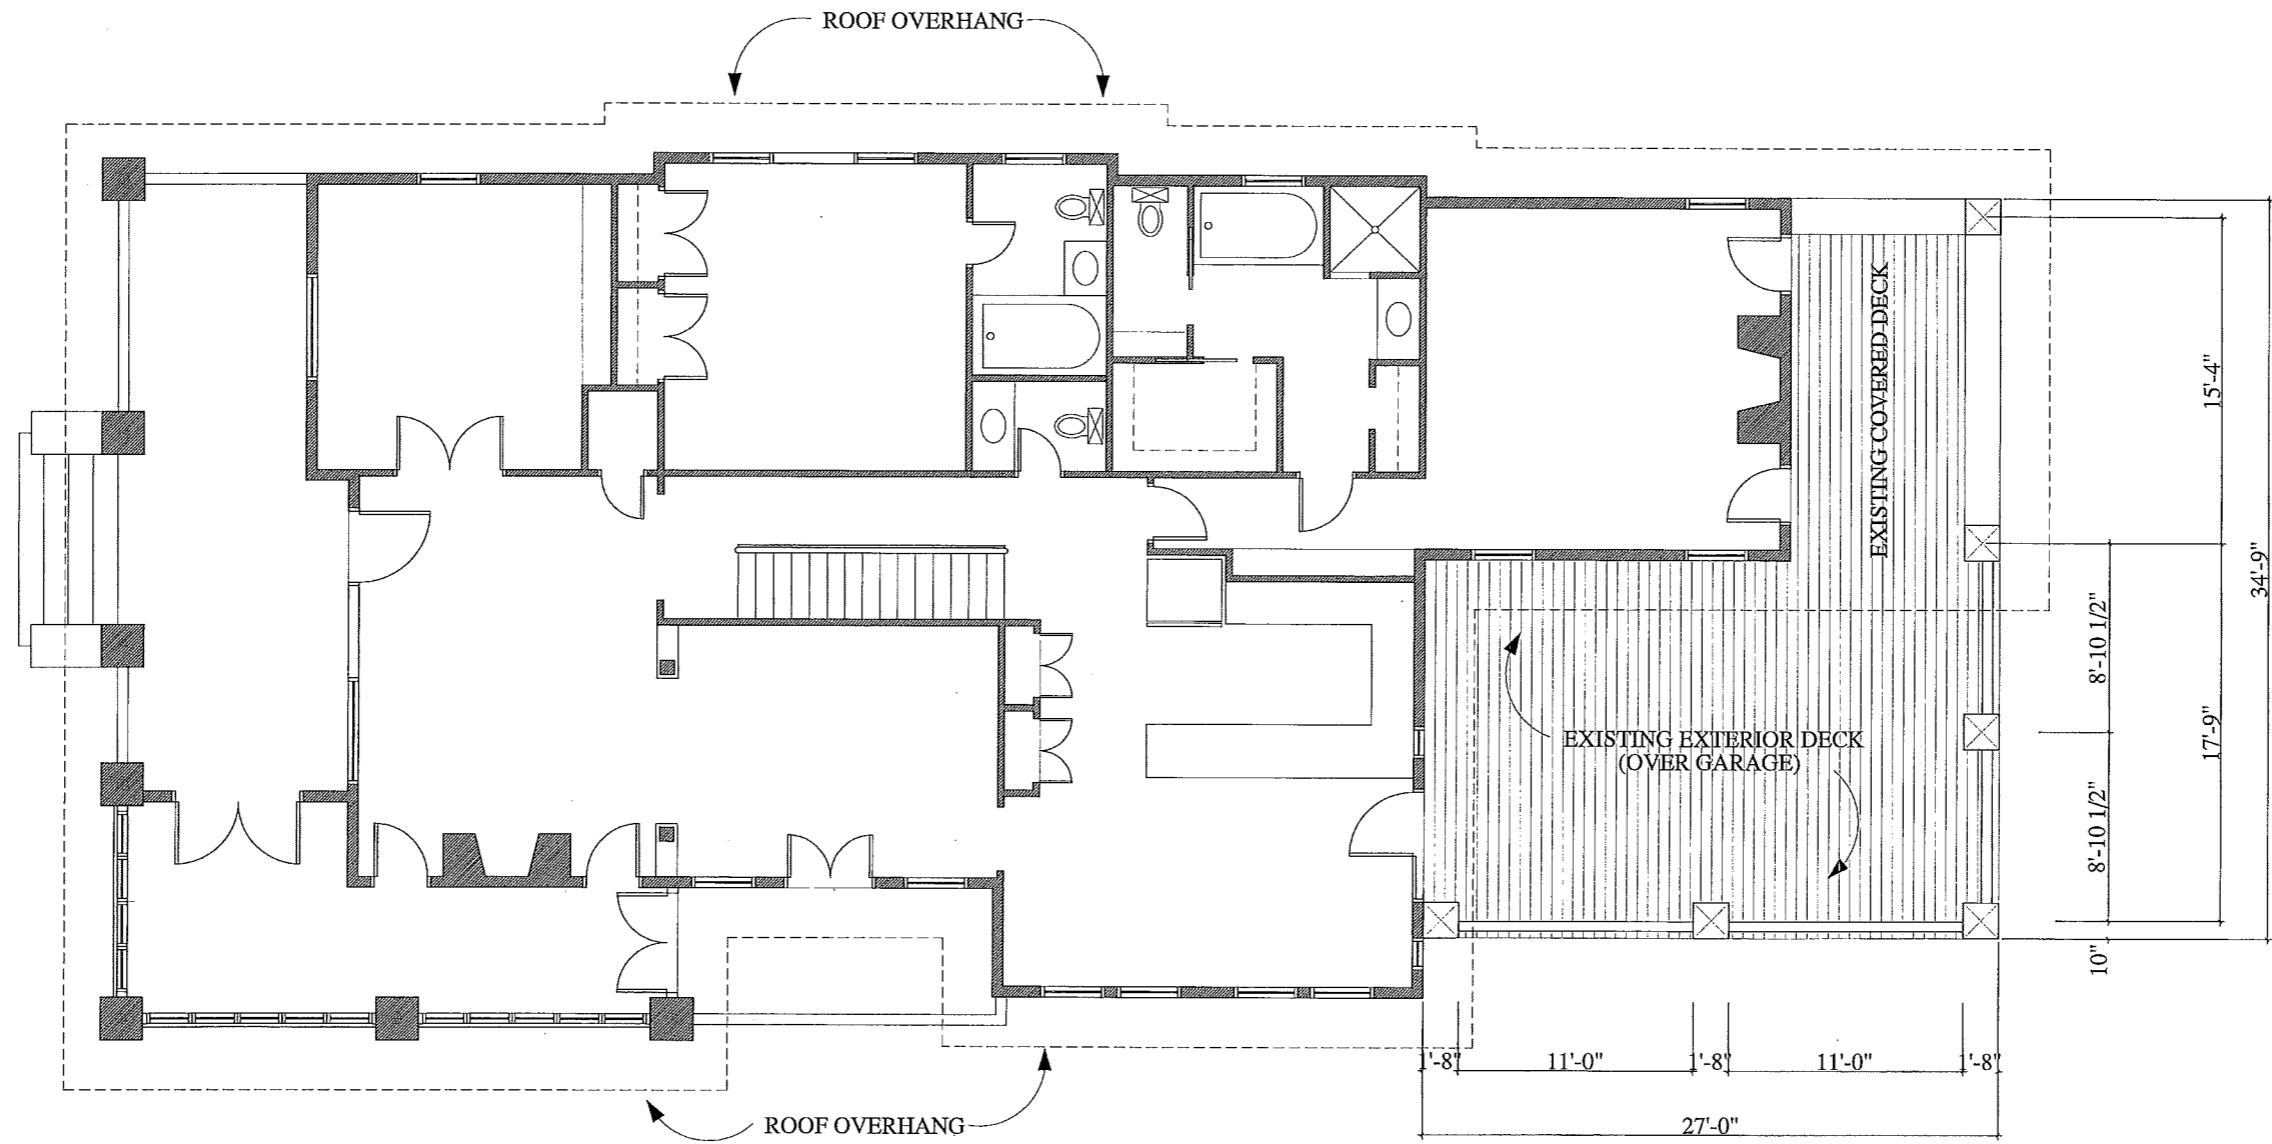 ROOF OVERHANG
EXISTING COVERED DECK
15'-4"
34'-9"
8'-10 1/2"
17'-9"
EXISTING EXTERIOR DECK
(OVER GARAGE)
8'-10 1/2"
10"
1'-8"
11'-0"
1'-8"
11'-0"
1'-8"
ROOF OVERHANG
27'-0"